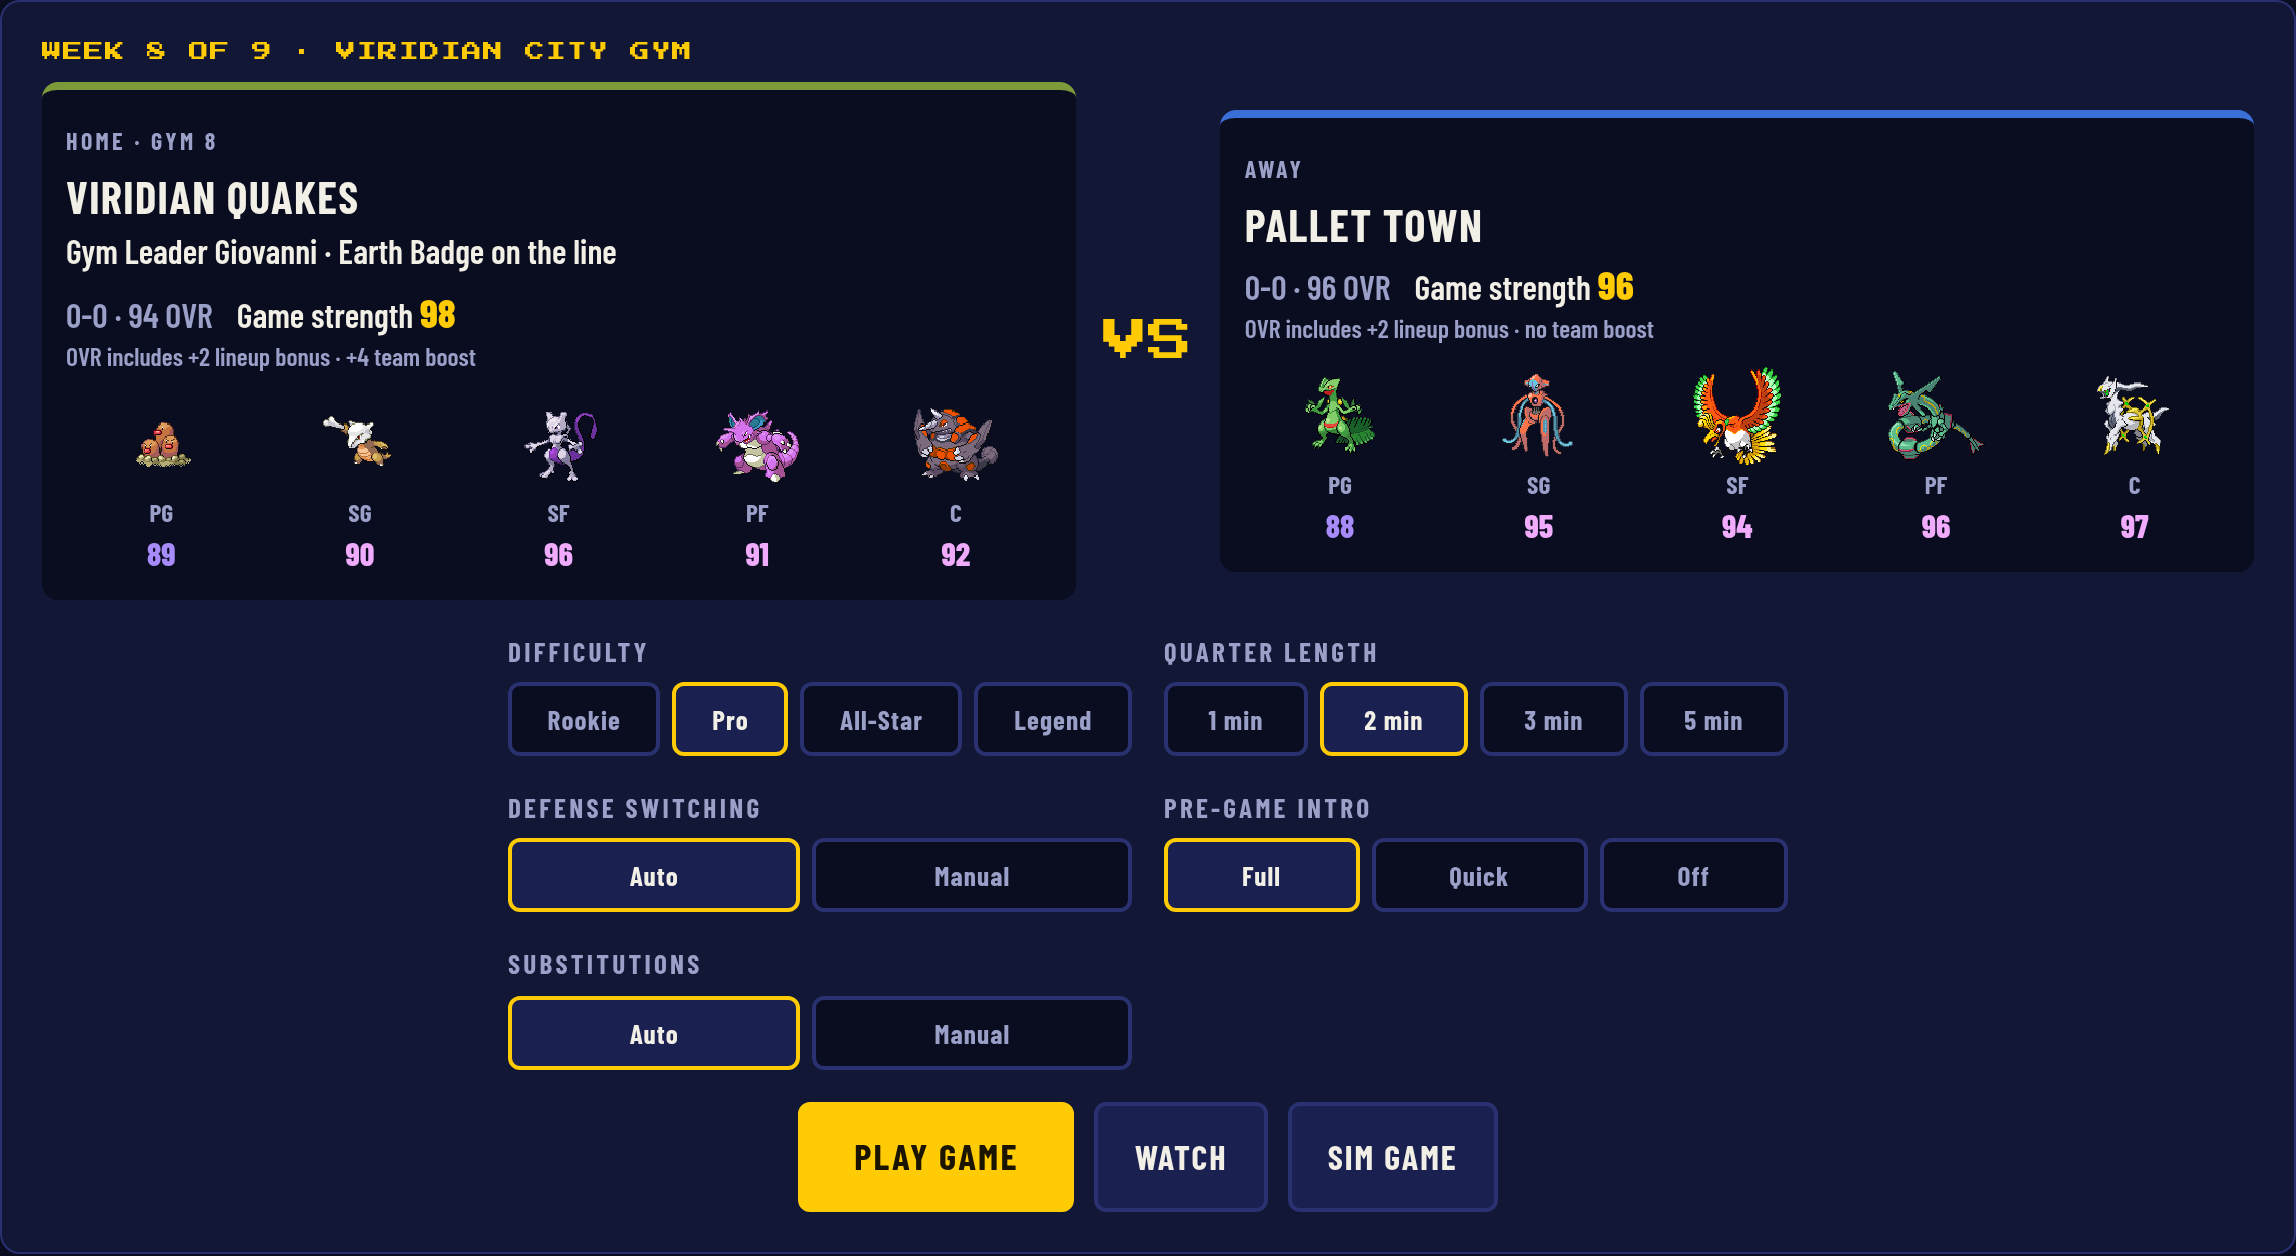 WEEK 8 OF 9 · VIRIDIAN CITY GYM
HOME · GYM 8
VIRIDIAN QUAKES
Gym Leader Giovanni · Earth Badge on the line
0-0 · 94 OVR Game strength 98
OVR includes +2 lineup bonus · +4 team boost
PG SG SF PF C
89 90 96 91 92
VS
AWAY
PALLET TOWN
0-0 · 96 OVR Game strength 96
OVR includes +2 lineup bonus · no team boost
PG SG SF PF C
88 95 94 96 97
DIFFICULTY
Rookie Pro All-Star Legend
QUARTER LENGTH
1 min 2 min 3 min 5 min
DEFENSE SWITCHING
Auto Manual
PRE-GAME INTRO
Full Quick Off
SUBSTITUTIONS
Auto Manual
PLAY GAME WATCH SIM GAME